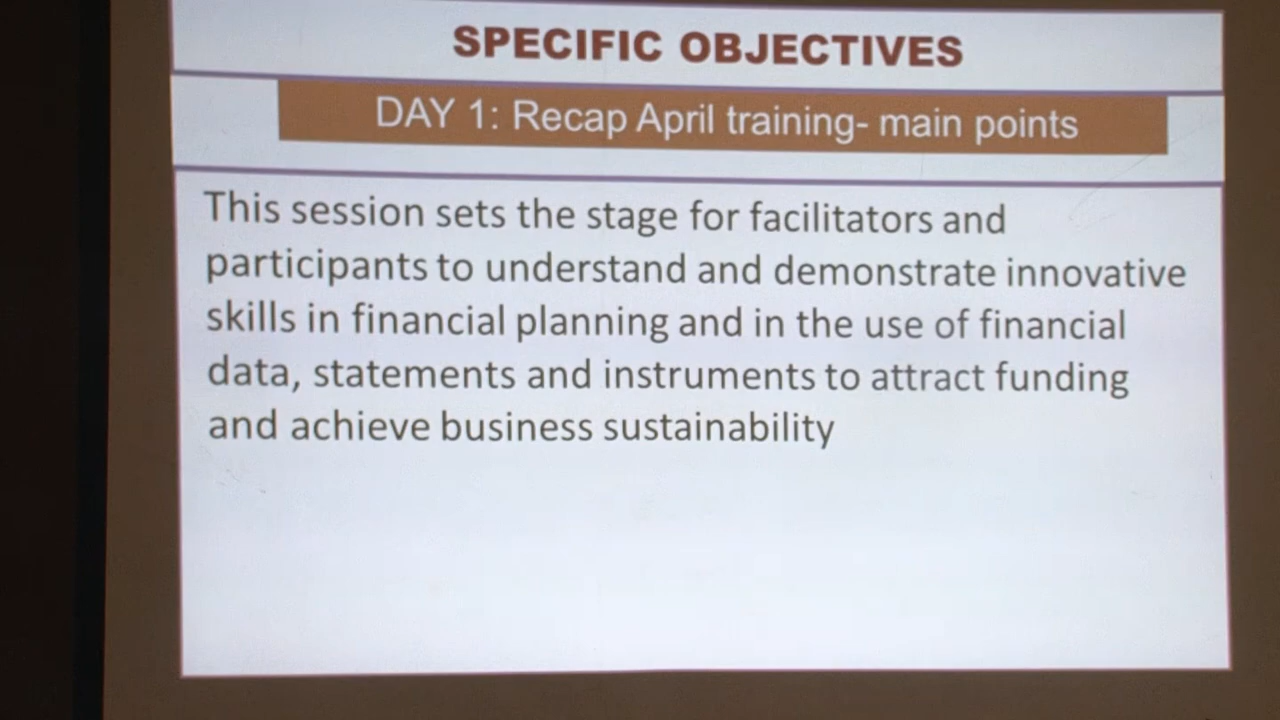 SPECIFIC OBJECTIVES
DAY 1: Recap April training- main points
This session sets the stage for facilitators and
participants to understand and demonstrate innovative
skills in financial planning and in the use of financial
data, statements and instruments to attract funding
and achieve business sustainability